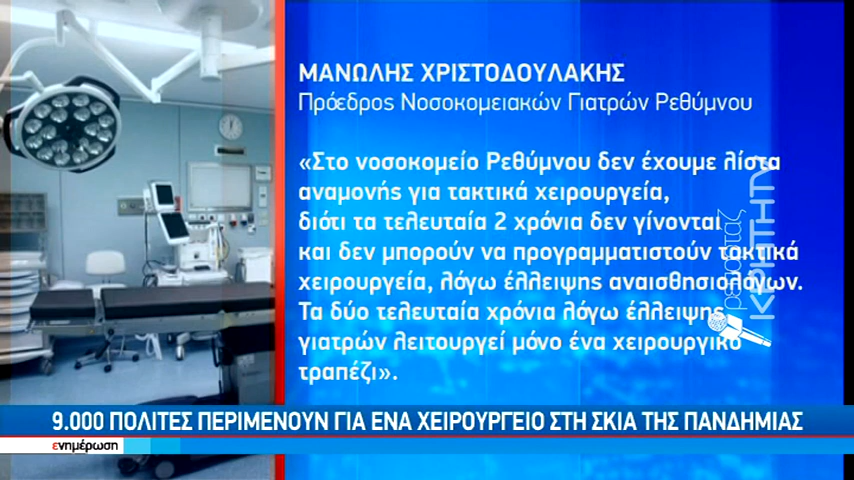 ΜΑΝΩΛΗΣ ΧΡΙΣΤΟΔΟΥΛΑΚΗΣ
Πρόεδρος Νοσοκομειακών Γιατρών Ρεθύμνου
«Στο νοσοκομείο Ρεθύμνου δεν έχουμε λίστα
αναμονής για τακτικά χειρουργεία,
διότι τα τελευταία 2 χρόνια δεν γίνονται
και δεν μπορούν να προγραμματιστούν τακτικά
χειρουργεία, λόγω έλλειψης αναισθησιολόγων.
Τα δύο τελευταία χρόνια λόγω έλλειψης
γιατρών λειτουργεί μόνο ένα χειρουργικό
τραπέζι».
ρεπορτάζ
ΚΡΗΤΗ TV
9.000 ΠΟΛΙΤΕΣ ΠΕΡΙΜΕΝΟΥΝ ΓΙΑ ΕΝΑ ΧΕΙΡΟΥΡΓΕΙΟ ΣΤΗ ΣΚΙΑ ΤΗΣ ΠΑΝΔΗΜΙΑΣ
ενημέρωση